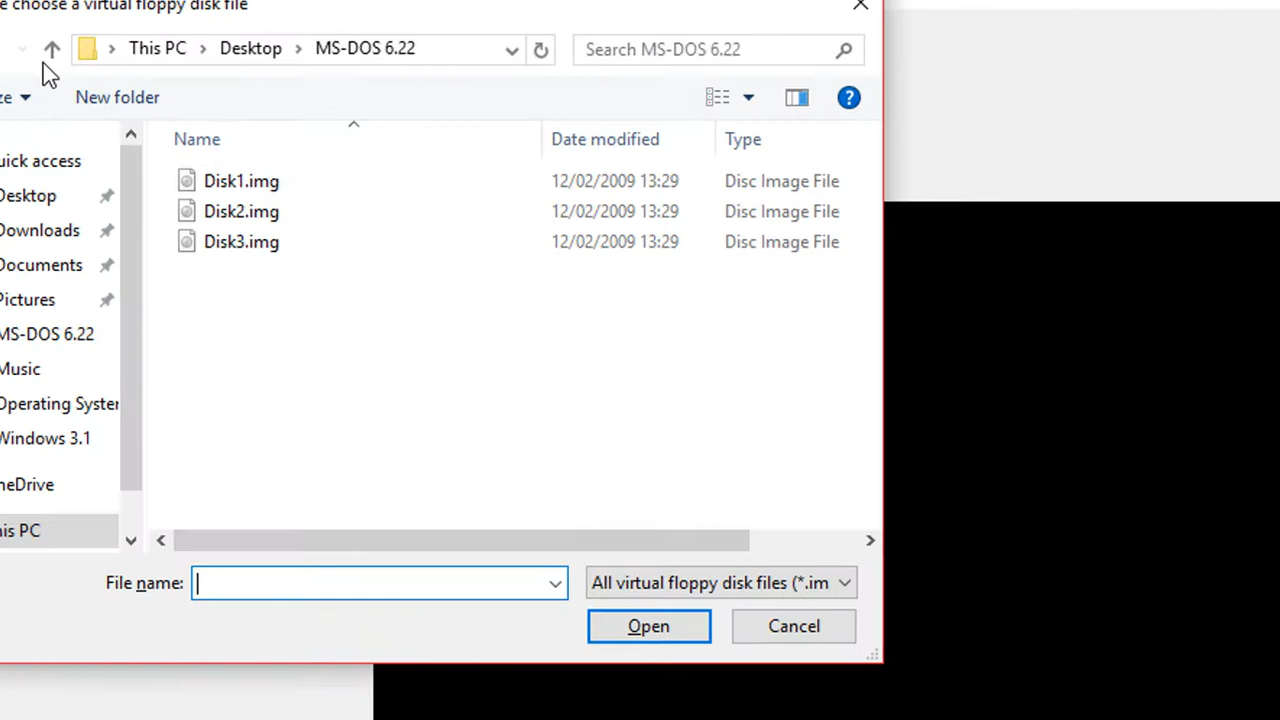 e choose a virtual floppy disk file
This PC Desktop MS-DOS 6.22 Search MS-DOS 6.22
ze New folder
Name Date modified Type
uick access
Desktop
Downloads
Documents
Pictures
MS-DOS 6.22
Music
Operating System
Windows 3.1
neDrive
his PC
Disk1.img 12/02/2009 13:29 Disc Image File
Disk2.img 12/02/2009 13:29 Disc Image File
Disk3.img 12/02/2009 13:29 Disc Image File
File name: All virtual floppy disk files (*.im
Open Cancel